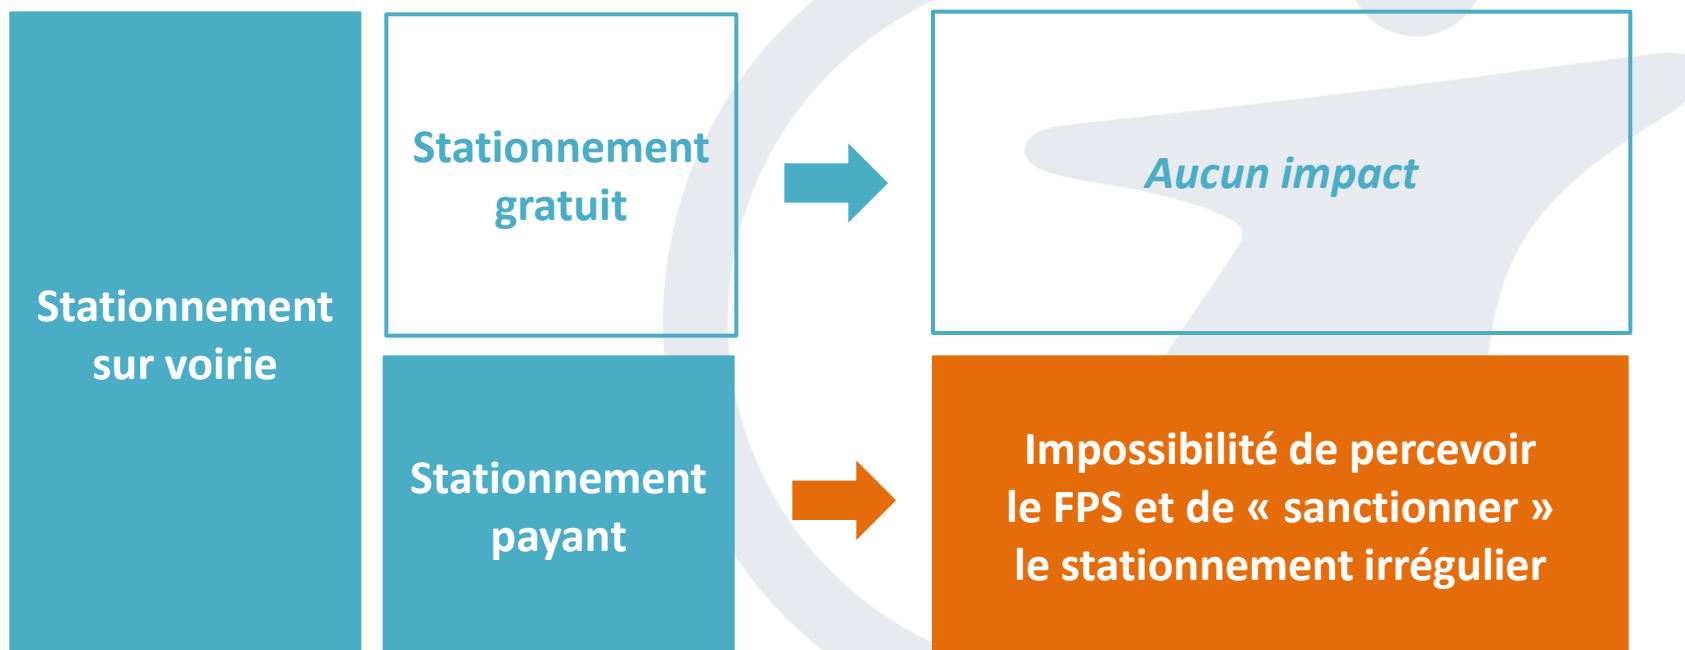 Stationnement
sur voirie
Stationnement
gratuit
Aucun impact
Stationnement
payant
Impossibilité de percevoir
le FPS et de « sanctionner »
le stationnement irrégulier